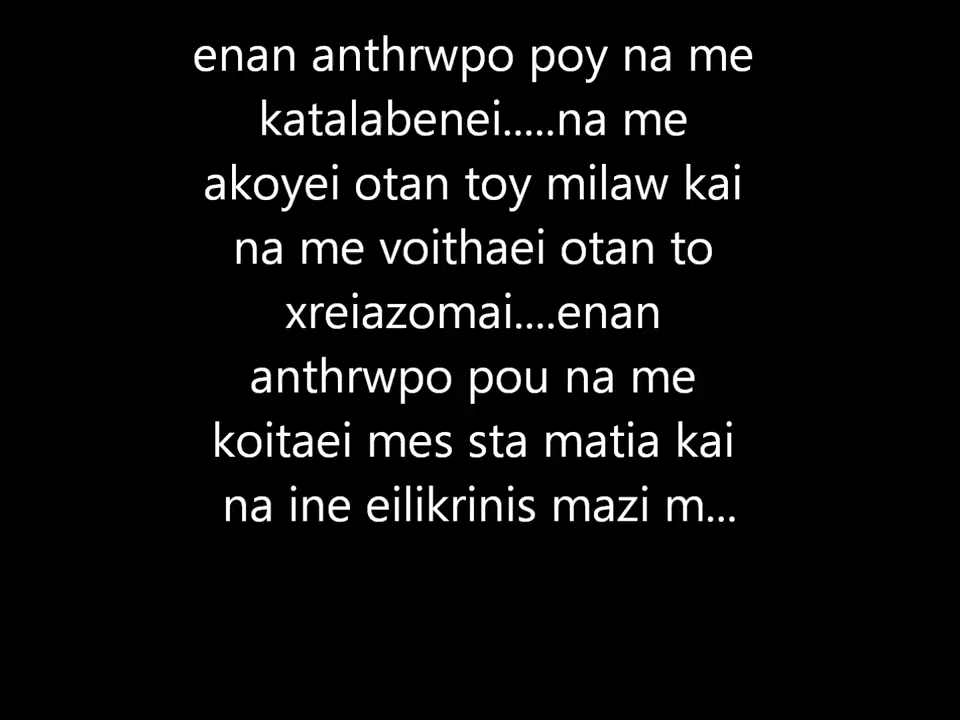 enan anthrwpo poy na me
katalabenei.....na me
akoyei otan toy milaw kai
na me voithaei otan to
xreiazomai....enan
anthrwpo pou na me
koitaei mes sta matia kai
na ine eilikrinis mazi m...